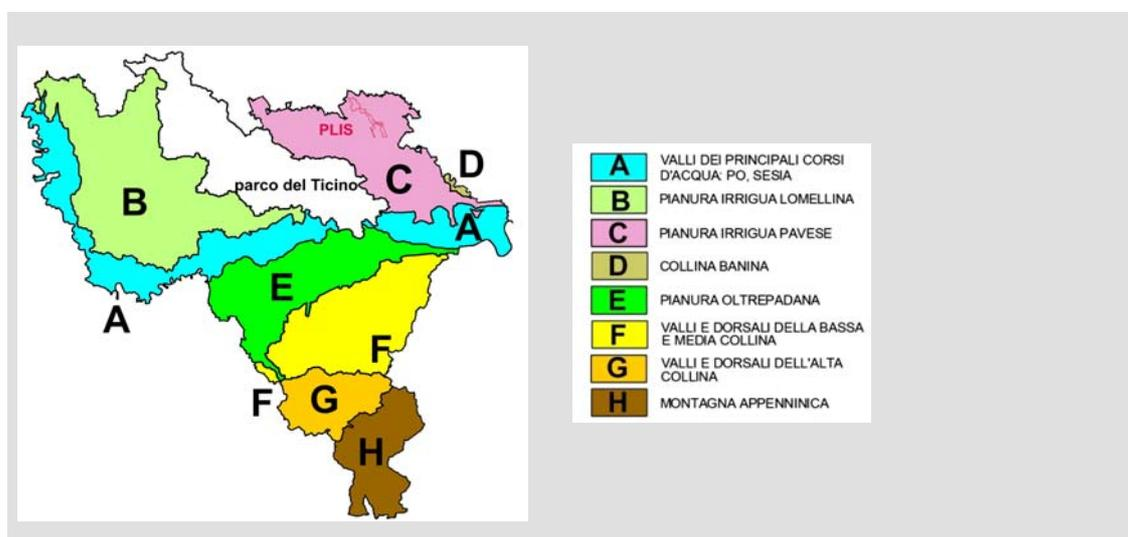 PLIS
D
parco del Ticino
C
B
A
E
A
F
F
G
H
A VALLI DEI PRINCIPALI CORSI
D'ACQUA: PO, SESIA
B PIANURA IRRIGUA LOMELLINA
C PIANURA IRRIGUA PAVESE
D COLLINA BANINA
E PIANURA OLTREPADANA
F VALLI E DORSALI DELLA BASSA
E MEDIA COLLINA
G VALLI E DORSALI DELL'ALTA
COLLINA
H MONTAGNA APPENNINICA